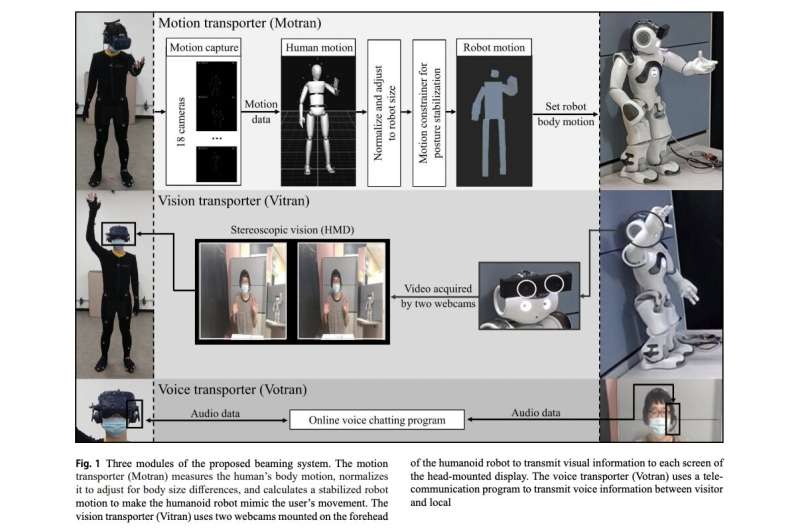 Motion transporter (Motran)
Motion capture
18 cameras
...
Motion
data
Human motion
Normalize and adjust
to robot size
Motion constrainer for
posture stabilization
Robot motion
Set robot
body motion
Vision transporter (Vitran)
Stereoscopic vision (HMD)
Video acquired
by two webcams
Voice transporter (Votran)
Audio data
Online voice chatting program
Audio data
Fig. 1 Three modules of the proposed beaming system. The motion
transporter (Motran) measures the human's body motion, normalizes
it to adjust for body size differences, and calculates a stabilized robot
motion to make the humanoid robot mimic the user's movement. The
vision transporter (Vitran) uses two webcams mounted on the forehead
of the humanoid robot to transmit visual information to each screen of
the head-mounted display. The voice transporter (Votran) uses a tele-
communication program to transmit voice information between visitor
and local